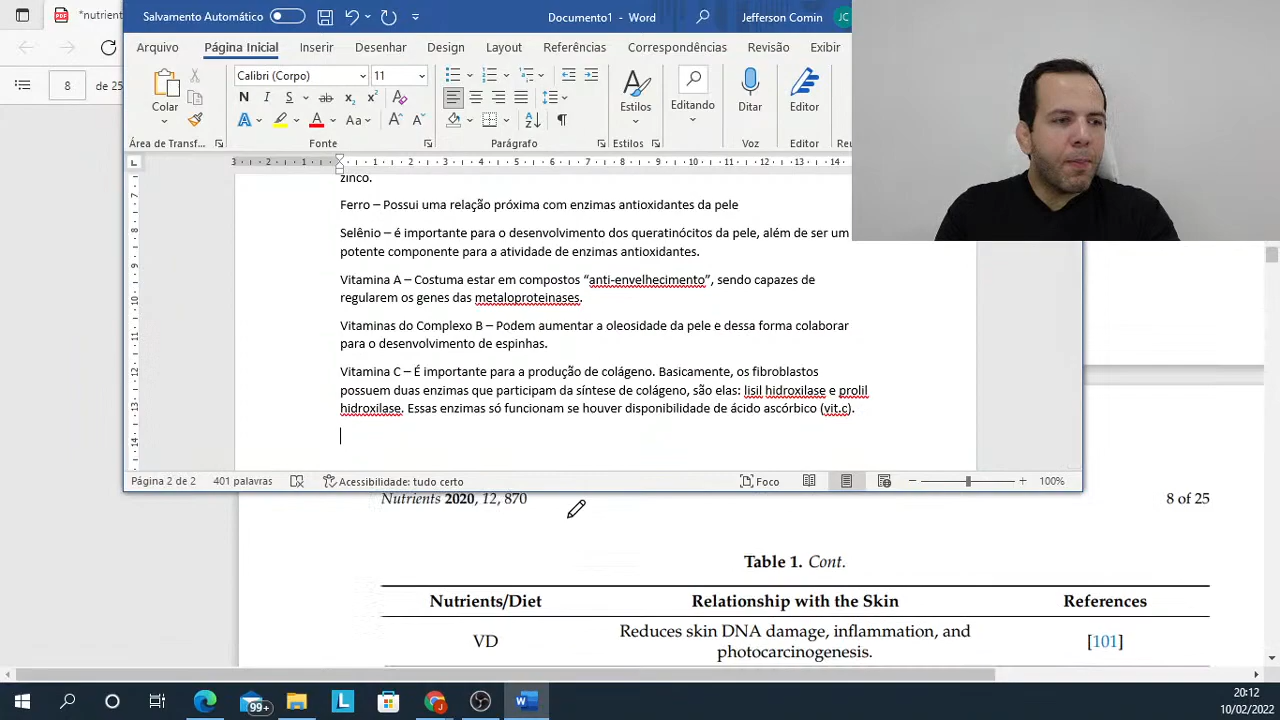 *nutrient
Salvamento Automático
Documento1 - Word
Jefferson Comin
JC
Arquivo
Página Inicial
Inserir
Desenhar
Design
Layout
Referências
Correspondências
Revisão
Exibir
8
de 25
Calibri (Corpo)
11
Colar
Estilos
Editando
Ditar
Editor
Área de Transf...
Fonte
Parágrafo
Estilos
Voz
Editor
zinco.
Ferro – Possui uma relação próxima com enzimas antioxidantes da pele
Selênio – é importante para o desenvolvimento dos queratinócitos da pele, além de ser um
potente componente para a atividade de enzimas antioxidantes.
Vitamina A – Costuma estar em compostos “anti-envelhecimento”, sendo capazes de
regularem os genes das metaloproteinases.
Vitaminas do Complexo B – Podem aumentar a oleosidade da pele e dessa forma colaborar
para o desenvolvimento de espinhas.
Vitamina C – É importante para a produção de colágeno. Basicamente, os fibroblastos
possuem duas enzimas que participam da síntese de colágeno, são elas: lisil hidroxilase e prolil
hidroxilase. Essas enzimas só funcionam se houver disponibilidade de ácido ascórbico (vit.c).
Página 2 de 2
401 palavras
Acessibilidade: tudo certo
Foco
100%
Nutrients 2020, 12, 870
8 of 25
Table 1. Cont.
Nutrients/Diet
Relationship with the Skin
References
VD
Reduces skin DNA damage, inflammation, and
photocarcinogenesis.
[101]
99+
20:12
10/02/2022